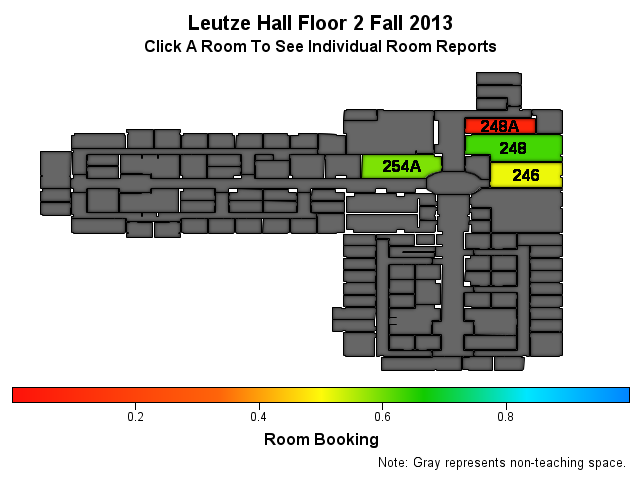 Leutze Hall Floor 2 Fall 2013
Click A Room To See Individual Room Reports
248A
248
254A
246
0.2 0.4 0.6 0.8
Room Booking
Note: Gray represents non-teaching space.